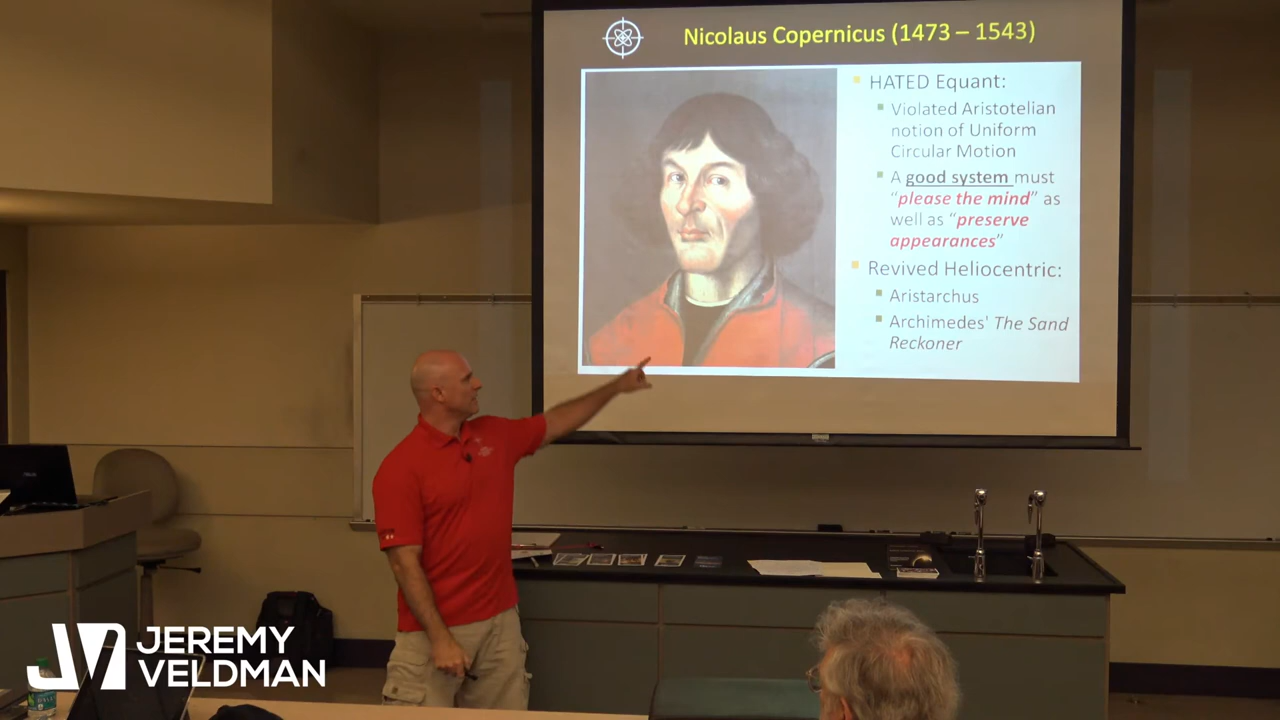 Nicolaus Copernicus (1473 – 1543)
HATED Equant:
Violated Aristotelian
notion of Uniform
Circular Motion
A good system must
“please the mind” as
well as “preserve
appearances”
Revived Heliocentric:
Aristarchus
Archimedes' The Sand
Reckoner
JEREMY
VELDMAN